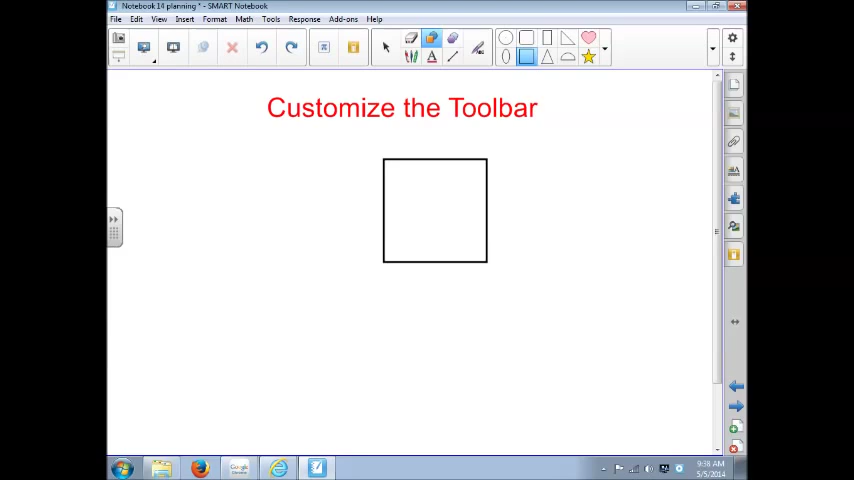 Notebook 14 planning * - SMART Notebook
File Edit View Insert Format Math Tools Response Add-ons Help
Customize the Toolbar
9:38 AM
5/5/2014